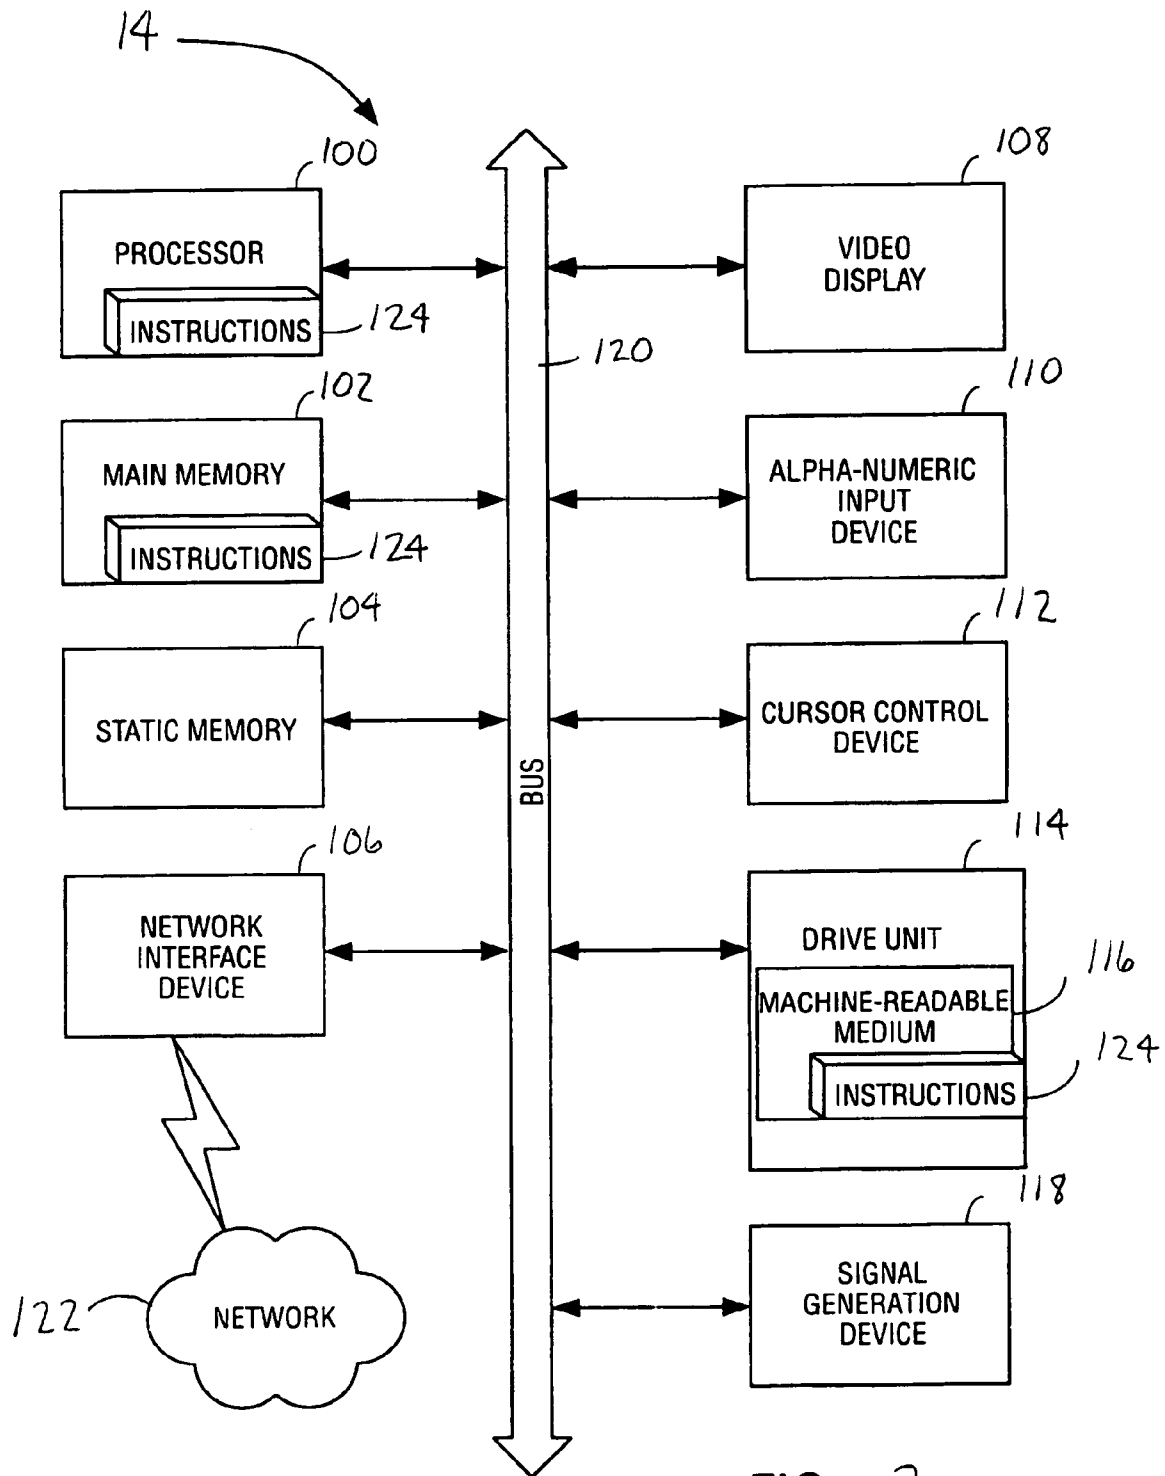 14
100
PROCESSOR
INSTRUCTIONS
124
102
MAIN MEMORY
INSTRUCTIONS
124
104
STATIC MEMORY
106
NETWORK
INTERFACE
DEVICE
122
NETWORK
120
BUS
108
VIDEO
DISPLAY
110
ALPHA-NUMERIC
INPUT
DEVICE
112
CURSOR CONTROL
DEVICE
114
DRIVE UNIT
116
MACHINE-READABLE
MEDIUM
124
INSTRUCTIONS
118
SIGNAL
GENERATION
DEVICE